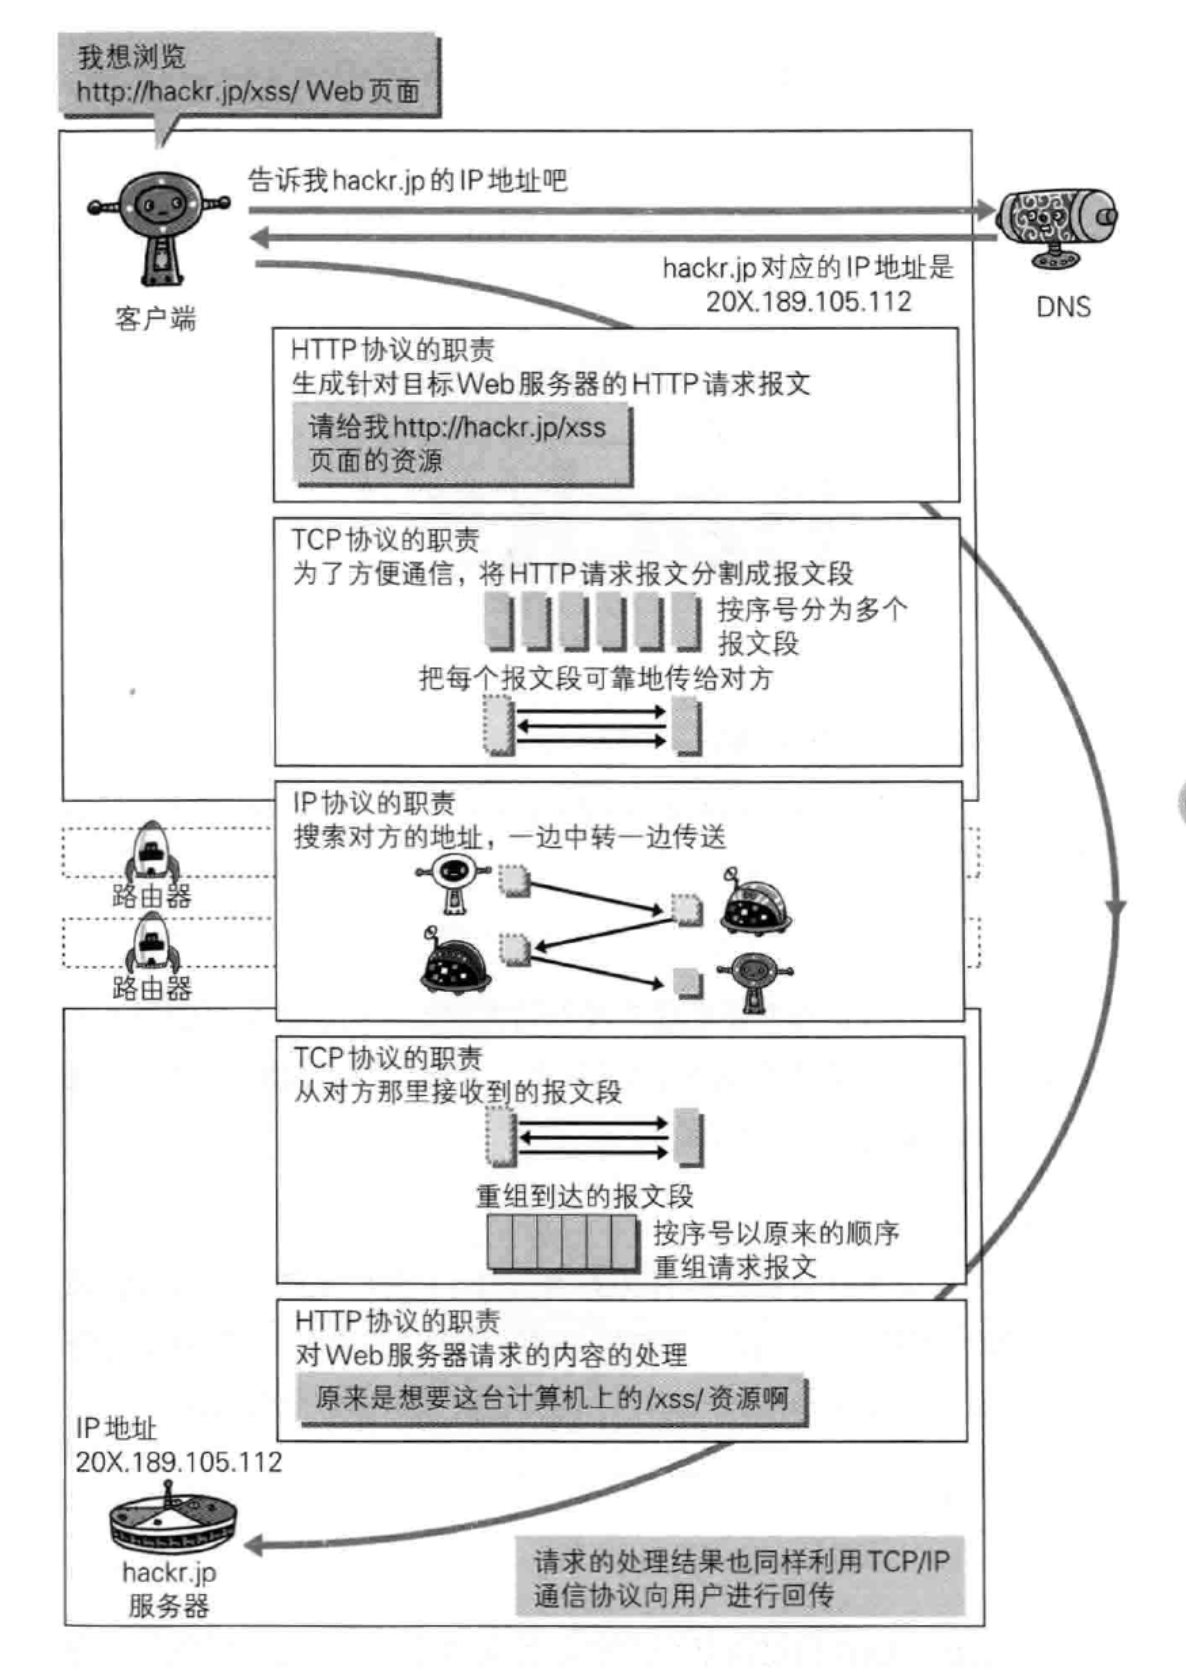 我想浏览
http://hackr.jp/xss/ Web页面
告诉我hackr.jp的IP地址吧
hackr.jp对应的IP地址是
20X.189.105.112
客户端
DNS
HTTP协议的职责
生成针对目标Web服务器的HTTP请求报文
请给我http://hackr.jp/xss
页面的资源
TCP协议的职责
为了方便通信，将HTTP请求报文分割成报文段
按序号分为多个
报文段
把每个报文段可靠地传给对方
IP协议的职责
搜索对方的地址，一边中转一边传送
路由器
路由器
TCP协议的职责
从对方那里接收到的报文段
重组到达的报文段
按序号以原来的顺序
重组请求报文
HTTP协议的职责
对Web服务器请求的内容的处理
原来是想要这台计算机上的/xss/资源啊
IP地址
20X.189.105.112
hackr.jp
服务器
请求的处理结果也同样利用TCP/IP
通信协议向用户进行回传